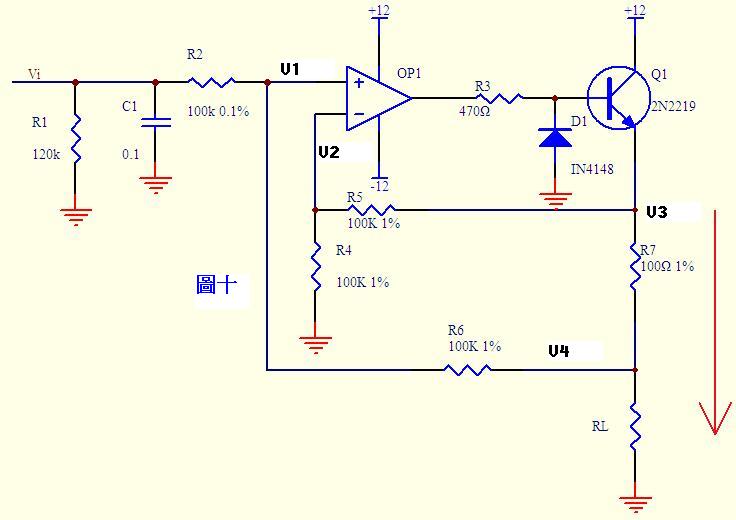 +12
+12
Vi
R2
V1
OP1
Q1
100k 0.1%
R3
470Ω
2N2219
R1
120k
C1
0.1
+
−
V2
-12
D1
IN4148
R5
100K 1%
V3
R4
100K 1%
R7
100Ω 1%
圖十
R6
100K 1%
V4
RL